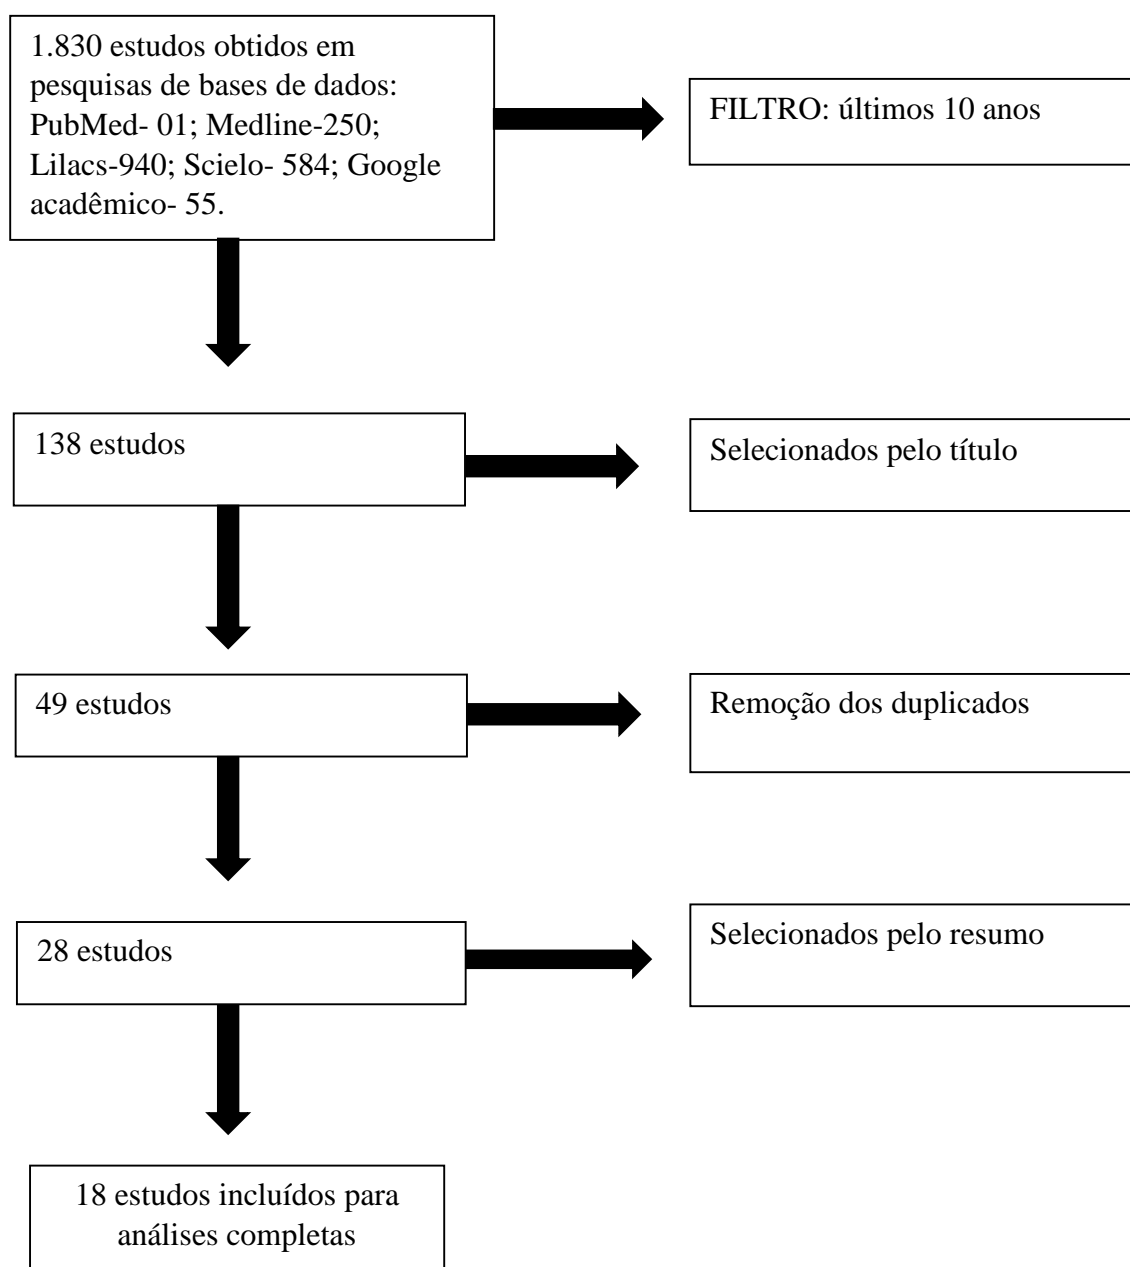 1.830 estudos obtidos em
pesquisas de bases de dados:
PubMed- 01; Medline-250;
Lilacs-940; Scielo- 584; Google
acadêmico- 55.
FILTRO: últimos 10 anos
138 estudos
Selecionados pelo título
49 estudos
Remoção dos duplicados
28 estudos
Selecionados pelo resumo
18 estudos incluídos para
análises completas